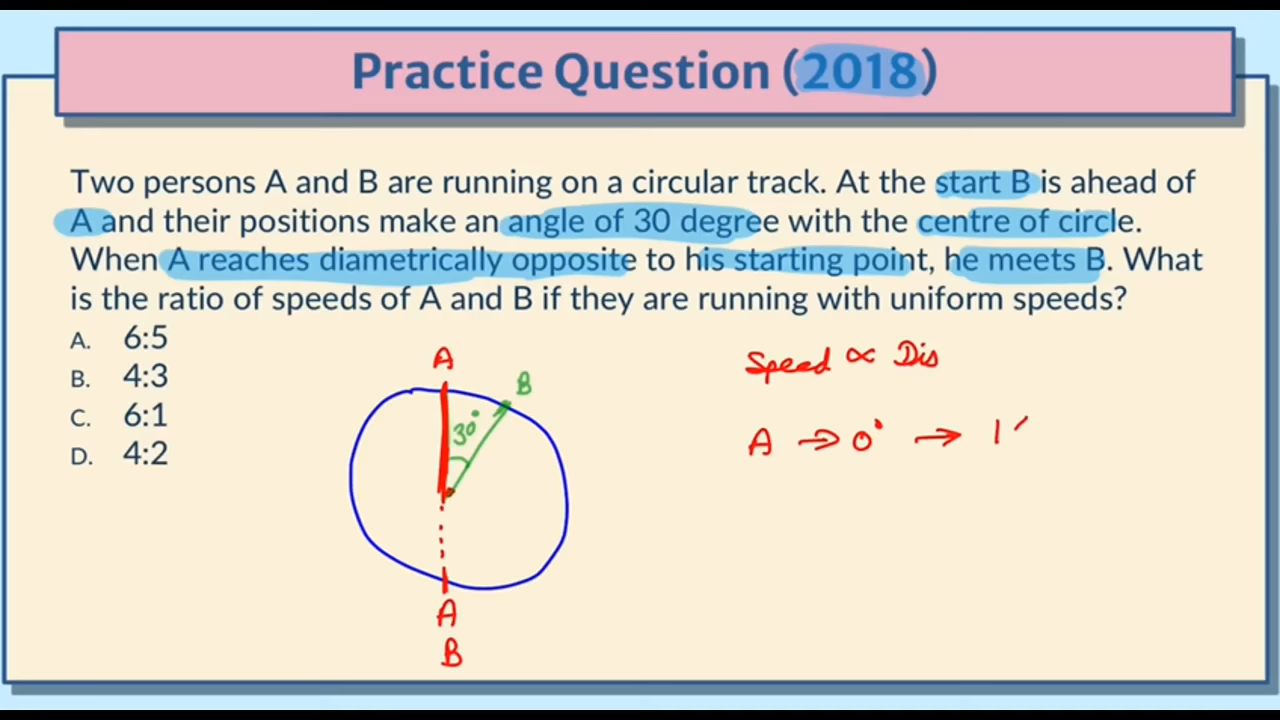 Practice Question (2018)
Two persons A and B are running on a circular track. At the start B is ahead of
A and their positions make an angle of 30 degree with the centre of circle.
When A reaches diametrically opposite to his starting point, he meets B. What
is the ratio of speeds of A and B if they are running with uniform speeds?
A. 6:5
B. 4:3
C. 6:1
D. 4:2
A
B
30°
A
B
Speed ∝ Dis
A → 0° → 1